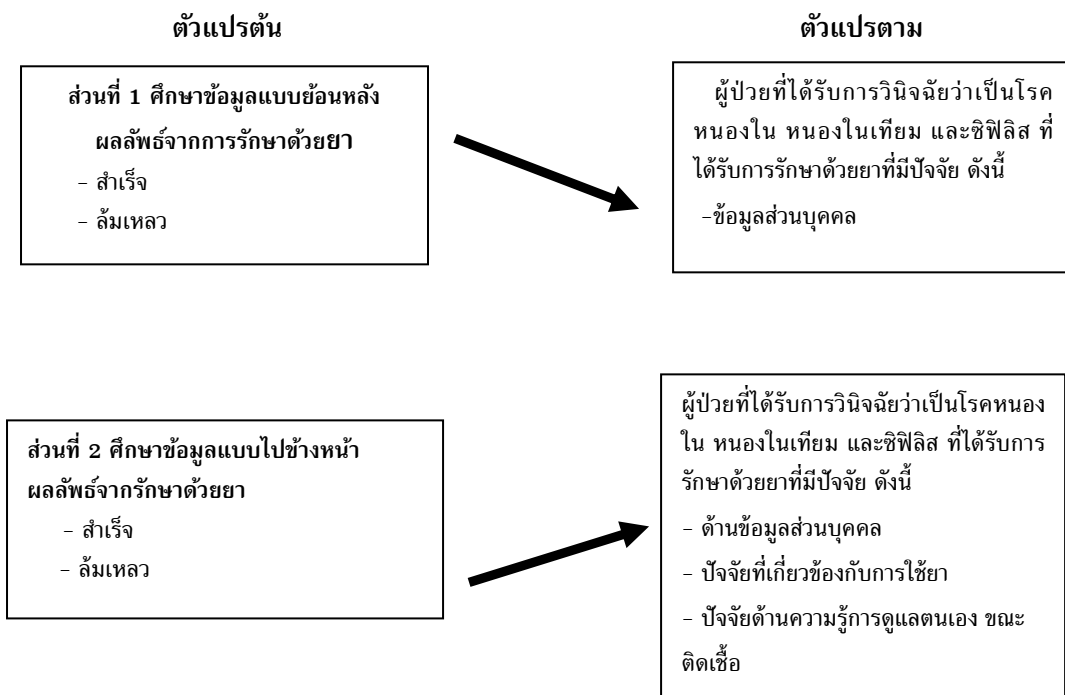 ตัวแปรต้น
ตัวแปรตาม
ส่วนที่ 1 ศึกษาข้อมูลแบบย้อนหลัง
ผลลัพธ์จากการรักษาด้วยยา
- สำเร็จ
- ล้มเหลว
ผู้ป่วยที่ได้รับการวินิจฉัยว่าเป็นโรค
หนองใน หนองในเทียม และซิฟิลิส ที่
ได้รับการรักษาด้วยยาที่มีปัจจัย ดังนี้
-ข้อมูลส่วนบุคคล
ส่วนที่ 2 ศึกษาข้อมูลแบบไปข้างหน้า
ผลลัพธ์จากรักษาด้วยยา
- สำเร็จ
- ล้มเหลว
ผู้ป่วยที่ได้รับการวินิจฉัยว่าเป็นโรคหนอง
ใน หนองในเทียม และซิฟิลิส ที่ได้รับการ
รักษาด้วยยาที่มีปัจจัย ดังนี้
- ด้านข้อมูลส่วนบุคคล
- ปัจจัยที่เกี่ยวข้องกับการใช้ยา
- ปัจจัยด้านความรู้การดูแลตนเอง ขณะ
ติดเชื้อ